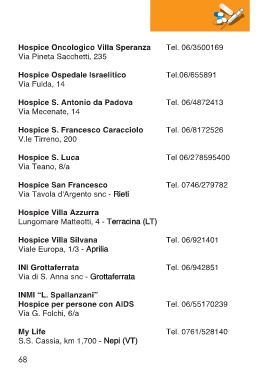 Hospice Oncologico Villa Speranza Tel. 06/3500169
Via Pineta Sacchetti, 235
Hospice Ospedale Israelitico Tel.06/655891
Via Fulda, 14
Hospice S. Antonio da Padova Tel. 06/4872413
Via Mecenate, 14
Hospice S. Francesco Caracciolo Tel. 06/8172526
V.le Tirreno, 200
Hospice S. Luca Tel 06/278595400
Via Teano, 8/a
Hospice San Francesco Tel. 0746/279782
Via Tavola d'Argento snc - Rieti
Hospice Villa Azzurra
Lungomare Matteotti, 4 - Terracina (LT)
Hospice Villa Silvana Tel. 06/921401
Viale Europa, 1/3 - Aprilia
INI Grottaferrata Tel. 06/942851
Via di S. Anna snc - Grottaferrata
INMI “L. Spallanzani”
Hospice per persone con AIDS Tel. 06/55170239
Via G. Folchi, 6/a
My Life Tel. 0761/528140
S.S. Cassia, km 1,700 - Nepi (VT)
68